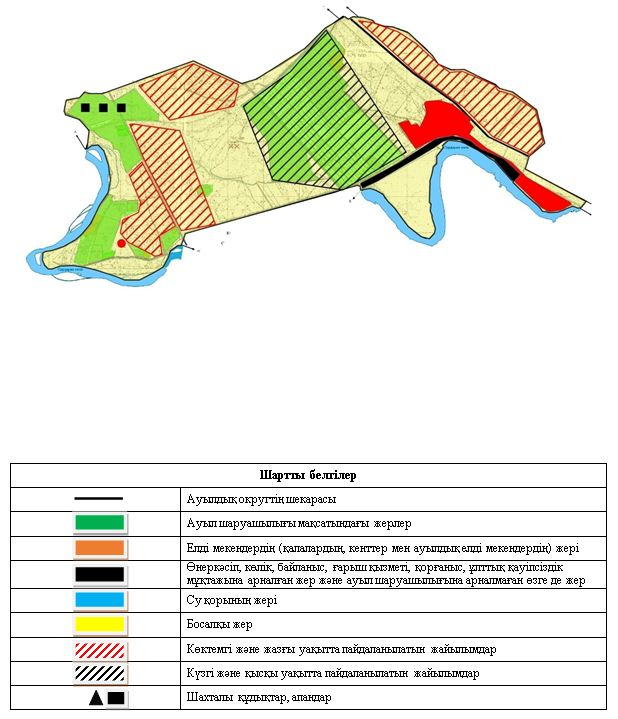 Шартты белгілер
Ауылдық округтің шекарасы
Ауыл шаруашылығы мақсатындағы жерлер
Елді мекендердің (қалалардың, кенттер мен ауылдық елді мекендердің) жері
Өнеркәсіп, көлік, байланыс, ғарыш қызметі, қорғаныс, ұлттық қауіпсіздік
мұқтажына арналған жер және ауыл шаруашылығына арналмаған өзге де жер
Су қорының жері
Босалқы жер
Көктемгі және жазғы уақытта пайдаланылатын жайылымдар
Күзгі және қысқы уақытта пайдаланылатын жайылымдар
Шахталы құдықтар, апандар